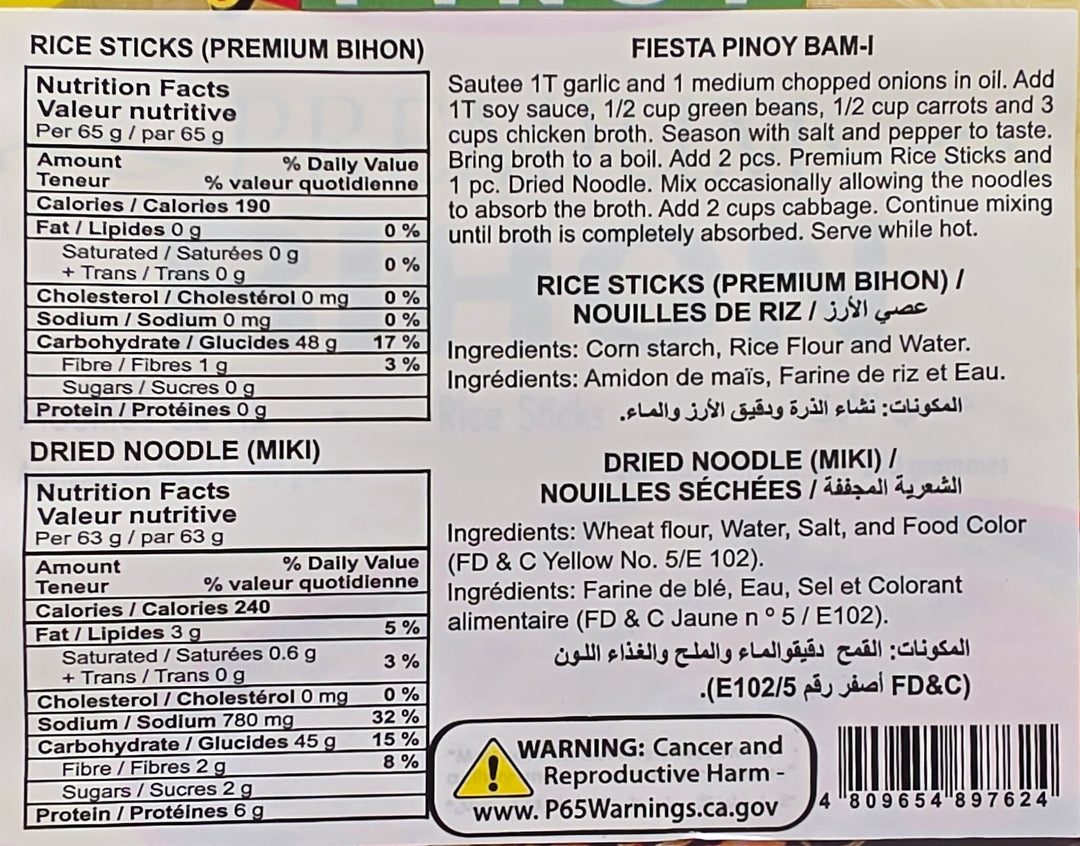 RICE STICKS (PREMIUM BIHON)
Nutrition Facts
Valeur nutritive
Per 65 g / par 65 g
Amount % Daily Value
Teneur % valeur quotidienne
Calories / Calories 190
Fat / Lipides 0 g 0 %
Saturated / Saturées 0 g
+ Trans / Trans 0 g 0 %
Cholesterol / Cholestérol 0 mg 0 %
Sodium / Sodium 0 mg 0 %
Carbohydrate / Glucides 48 g 17 %
Fibre / Fibres 1 g 3 %
Sugars / Sucres 0 g
Protein / Protéines 0 g
DRIED NOODLE (MIKI)
Nutrition Facts
Valeur nutritive
Per 63 g / par 63 g
Amount % Daily Value
Teneur % valeur quotidienne
Calories / Calories 240
Fat / Lipides 3 g 5 %
Saturated / Saturées 0.6 g
+ Trans / Trans 0 g 3 %
Cholesterol / Cholestérol 0 mg 0 %
Sodium / Sodium 780 mg 32 %
Carbohydrate / Glucides 45 g 15 %
Fibre / Fibres 2 g 8 %
Sugars / Sucres 2 g
Protein / Protéines 6 g
FIESTA PINOY BAM-I
Sautee 1T garlic and 1 medium chopped onions in oil. Add
1T soy sauce, 1/2 cup green beans, 1/2 cup carrots and 3
cups chicken broth. Season with salt and pepper to taste.
Bring broth to a boil. Add 2 pcs. Premium Rice Sticks and
1 pc. Dried Noodle. Mix occasionally allowing the noodles
to absorb the broth. Add 2 cups cabbage. Continue mixing
until broth is completely absorbed. Serve while hot.
RICE STICKS (PREMIUM BIHON) /
NOUILLES DE RIZ / عصي الأرز
Ingredients: Corn starch, Rice Flour and Water.
Ingrédients: Amidon de maïs, Farine de riz et Eau.
المكونات: نشاء الذرة ودقيق الأرز والماء.
DRIED NOODLE (MIKI) /
NOUILLES SÉCHÉES / الشعرية المجففة
Ingredients: Wheat flour, Water, Salt, and Food Color
(FD & C Yellow No. 5/E 102).
Ingrédients: Farine de blé, Eau, Sel et Colorant
alimentaire (FD & C Jaune n º 5 / E102).
المكونات: القمح دقيقوالماء والملح والغذاء اللون
(FD&C أصفر رقم 5/E102).
WARNING: Cancer and
Reproductive Harm -
www. P65Warnings.ca.gov
4 809654 897624